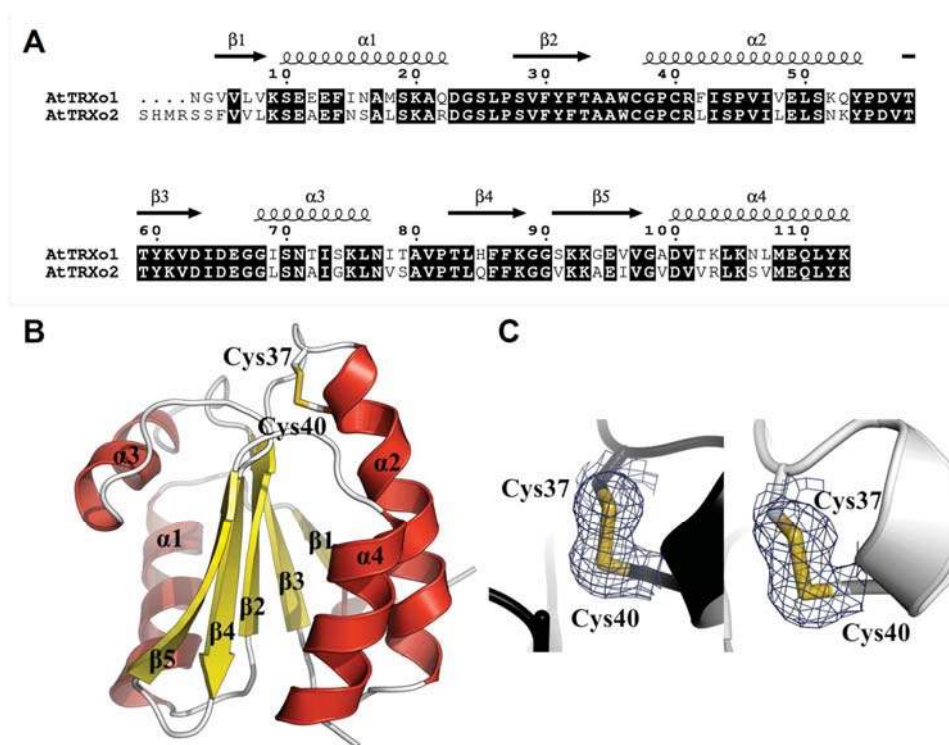 A
β1 α1 β2 α2
10 20 30 40 50
AtTRXo1 ....NGVVLVKSEEEFINAMSKAQDGSLPSVFYFTAAWCGPCRFISPVIVELSKQYPDVT
AtTRXo2 SHMRSSFVVLKSEAEFNSALSKARDGSLPSVFYFTAAWCGPCRLISPVILELSNKYPDVT
β3 α3 β4 β5 α4
60 70 80 90 100 110
AtTRXo1 TYKVDIDEGGISNTISKLNITAVPTLHFFKGGSKKGEVVGADVTKLKNLMEQLYK
AtTRXo2 TYKVDIDEGGLSNAIGKLNVSAVPTLQFFKGGVKKAEIVGVDVVRLKSVMEQLYK
B
Cys37
Cys40
α3
α2
α1
β1
α4
β3
β2
β4
β5
C
Cys37
Cys40
Cys37
Cys40